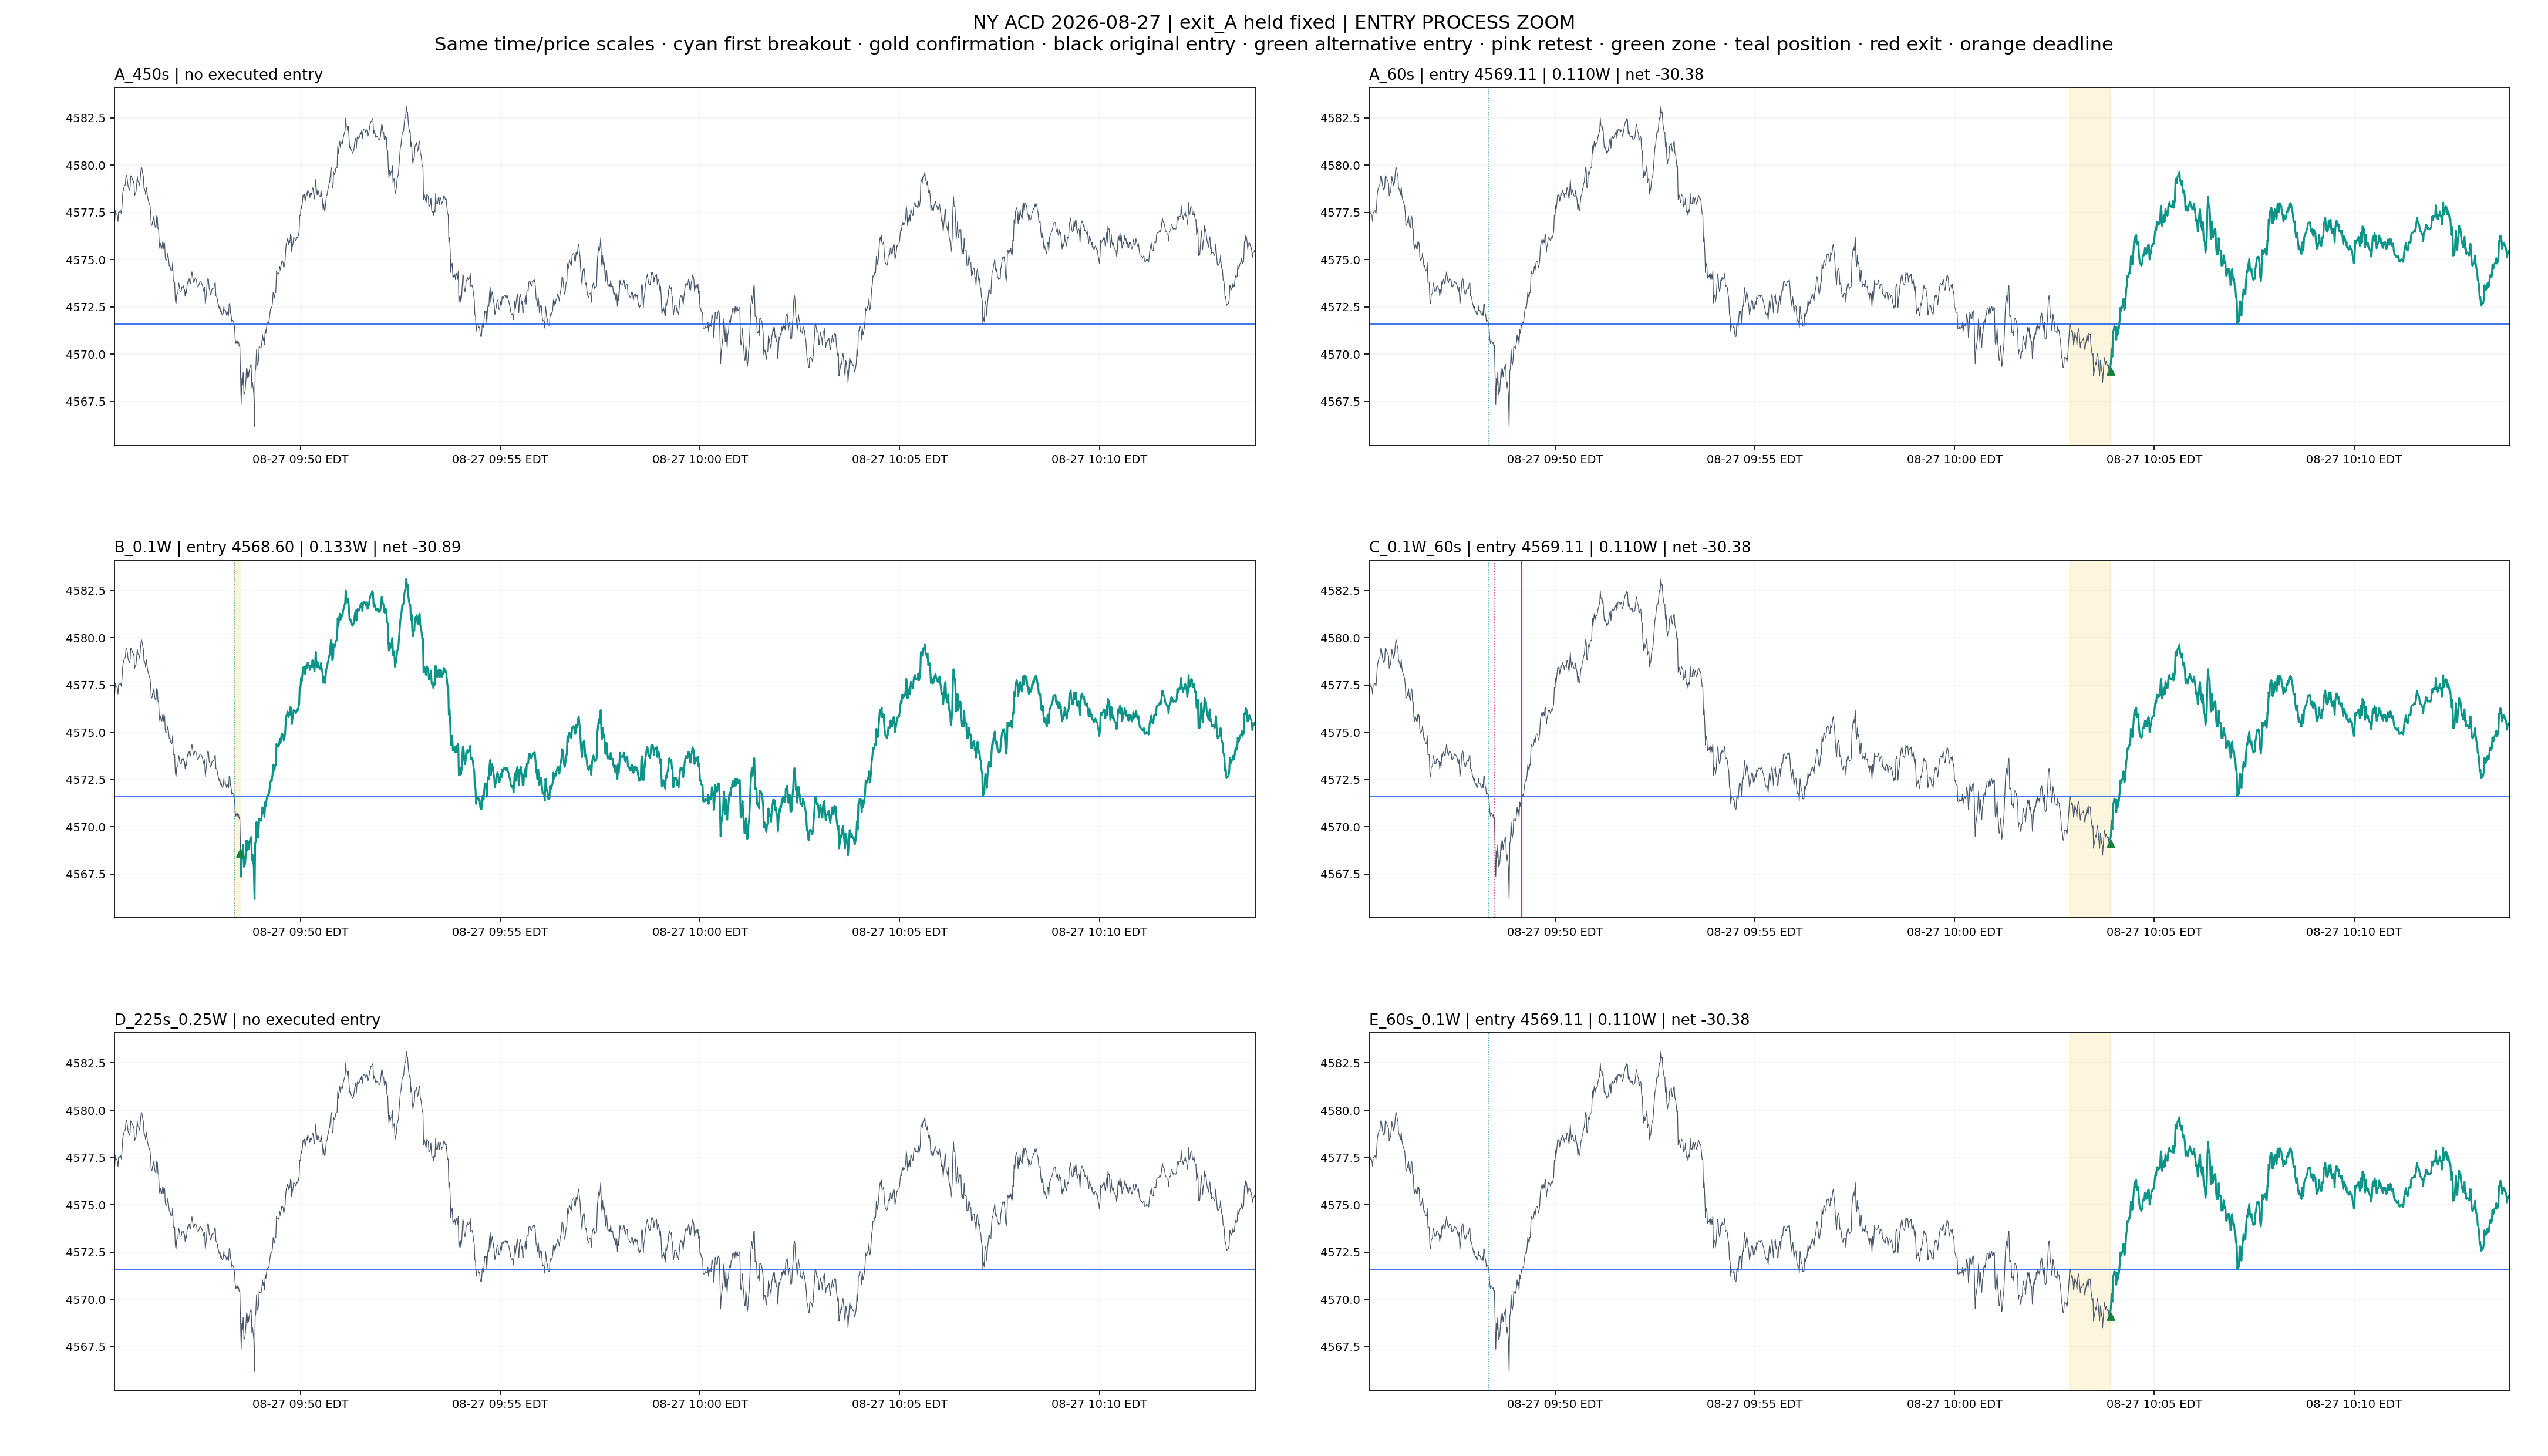 NY ACD 2026-08-27 | exit_A held fixed | ENTRY PROCESS ZOOM
Same time/price scales · cyan first breakout · gold confirmation · black original entry · green alternative entry · pink retest · green zone · teal position · red exit · orange deadline
A_450s | no executed entry
4582.5
4580.0
4577.5
4575.0
4572.5
4570.0
4567.5
08-27 09:50 EDT
08-27 09:55 EDT
08-27 10:00 EDT
08-27 10:05 EDT
08-27 10:10 EDT
A_60s | entry 4569.11 | 0.110W | net -30.38
4582.5
4580.0
4577.5
4575.0
4572.5
4570.0
4567.5
08-27 09:50 EDT
08-27 09:55 EDT
08-27 10:00 EDT
08-27 10:05 EDT
08-27 10:10 EDT
B_0.1W | entry 4568.60 | 0.133W | net -30.89
4582.5
4580.0
4577.5
4575.0
4572.5
4570.0
4567.5
08-27 09:50 EDT
08-27 09:55 EDT
08-27 10:00 EDT
08-27 10:05 EDT
08-27 10:10 EDT
C_0.1W_60s | entry 4569.11 | 0.110W | net -30.38
4582.5
4580.0
4577.5
4575.0
4572.5
4570.0
4567.5
08-27 09:50 EDT
08-27 09:55 EDT
08-27 10:00 EDT
08-27 10:05 EDT
08-27 10:10 EDT
D_225s_0.25W | no executed entry
4582.5
4580.0
4577.5
4575.0
4572.5
4570.0
4567.5
08-27 09:50 EDT
08-27 09:55 EDT
08-27 10:00 EDT
08-27 10:05 EDT
08-27 10:10 EDT
E_60s_0.1W | entry 4569.11 | 0.110W | net -30.38
4582.5
4580.0
4577.5
4575.0
4572.5
4570.0
4567.5
08-27 09:50 EDT
08-27 09:55 EDT
08-27 10:00 EDT
08-27 10:05 EDT
08-27 10:10 EDT